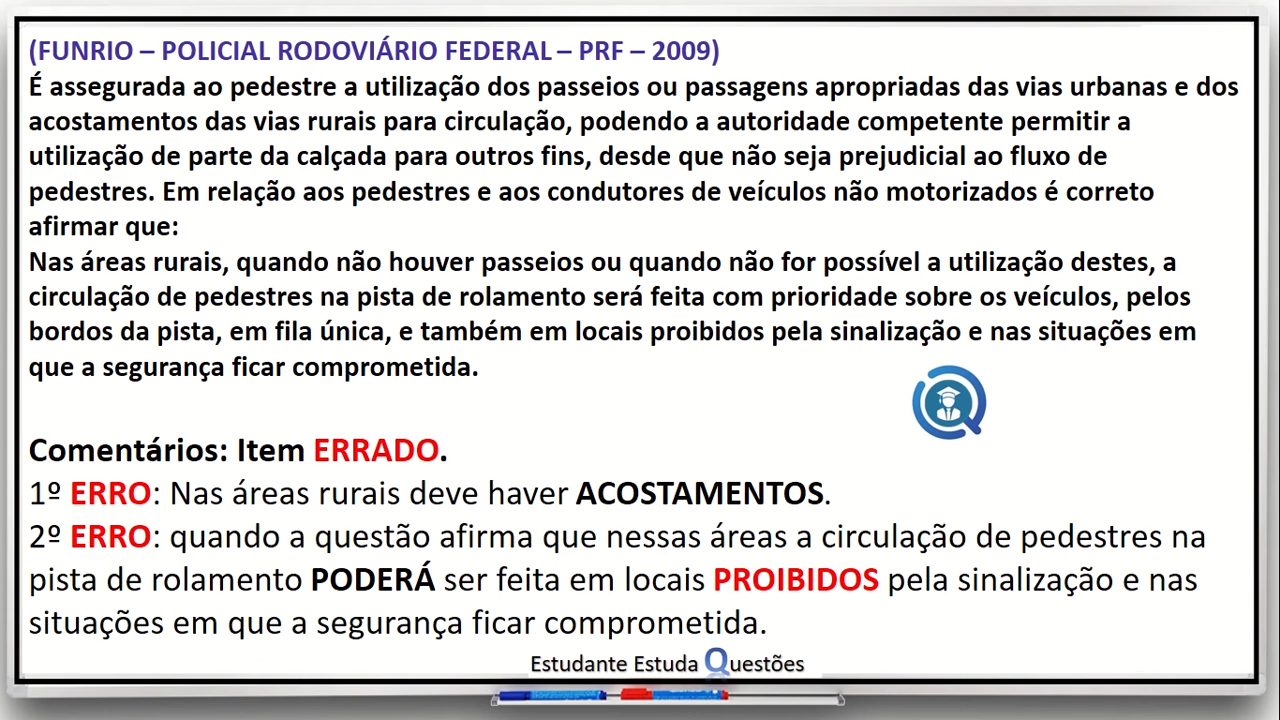 (FUNRIO – POLICIAL RODOVIÁRIO FEDERAL – PRF – 2009)
É assegurada ao pedestre a utilização dos passeios ou passagens apropriadas das vias urbanas e dos
acostamentos das vias rurais para circulação, podendo a autoridade competente permitir a
utilização de parte da calçada para outros fins, desde que não seja prejudicial ao fluxo de
pedestres. Em relação aos pedestres e aos condutores de veículos não motorizados é correto
afirmar que:
Nas áreas rurais, quando não houver passeios ou quando não for possível a utilização destes, a
circulação de pedestres na pista de rolamento será feita com prioridade sobre os veículos, pelos
bordos da pista, em fila única, e também em locais proibidos pela sinalização e nas situações em
que a segurança ficar comprometida.
Comentários: Item ERRADO.
1º ERRO: Nas áreas rurais deve haver ACOSTAMENTOS.
2º ERRO: quando a questão afirma que nessas áreas a circulação de pedestres na
pista de rolamento PODERÁ ser feita em locais PROIBIDOS pela sinalização e nas
situações em que a segurança ficar comprometida.
Estudante Estuda Questões